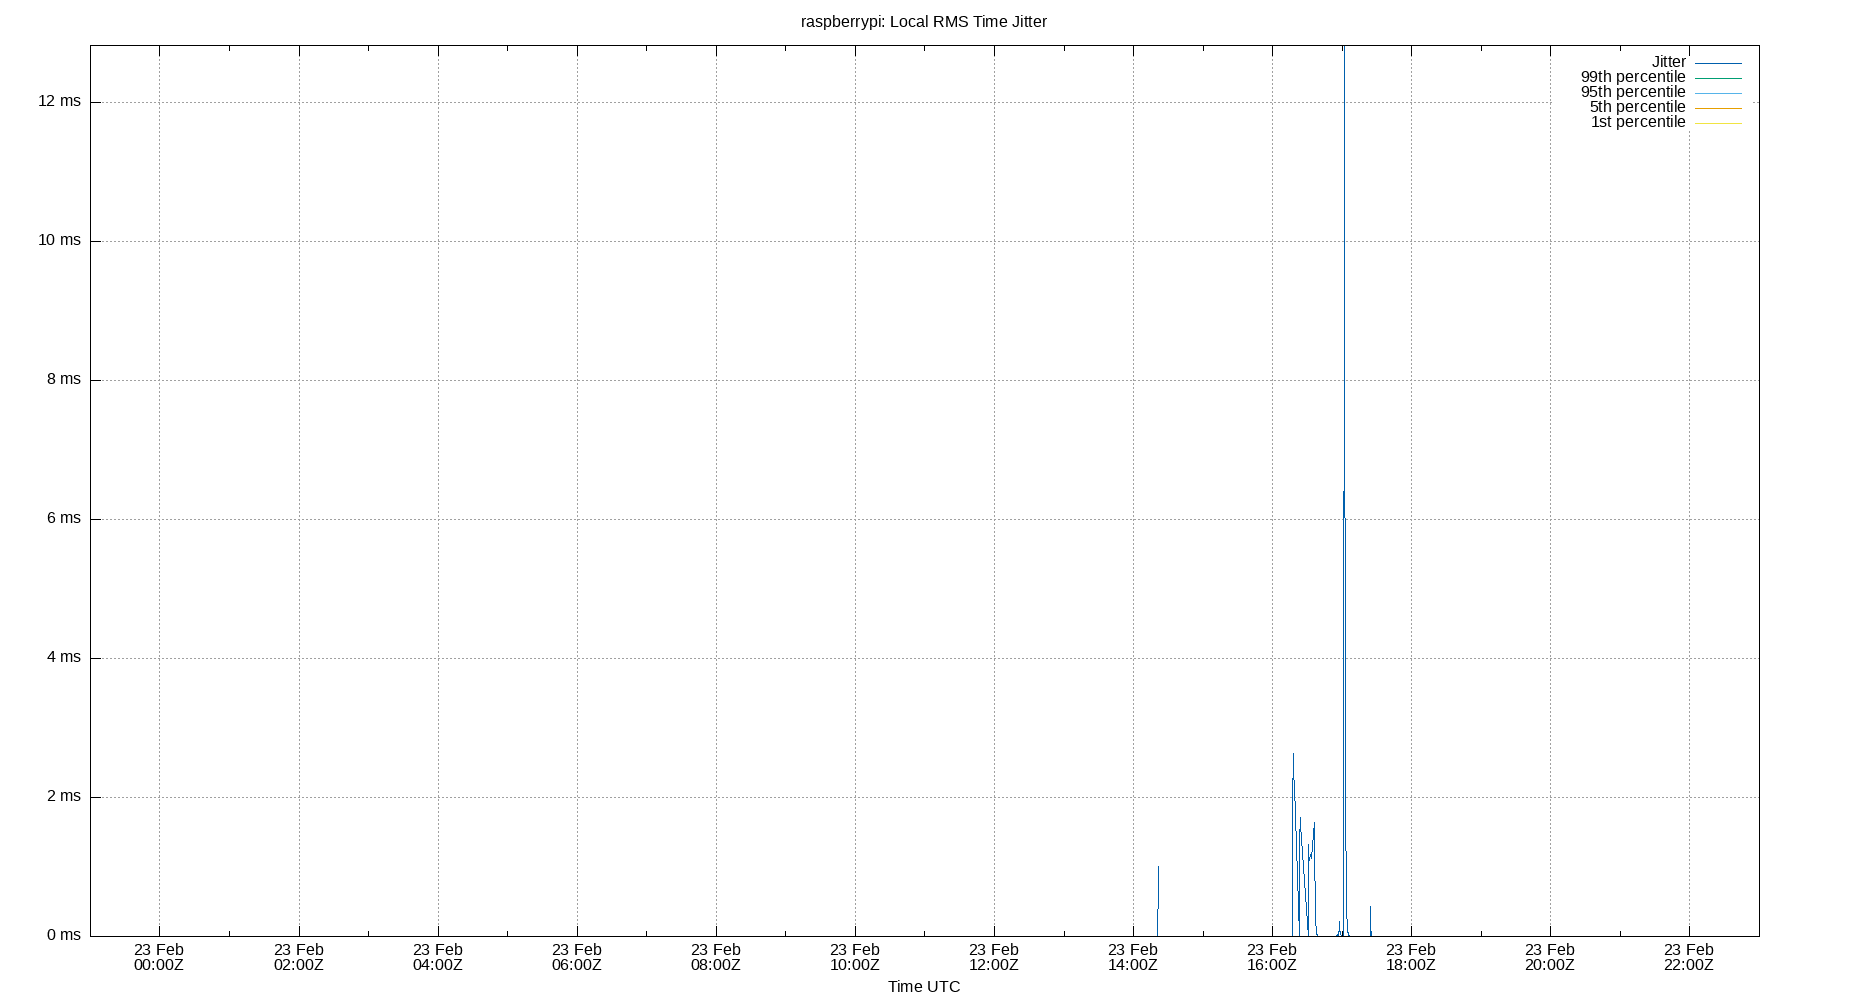 raspberrypi: Local RMS Time Jitter
Jitter
99th percentile
95th percentile
5th percentile
1st percentile
12 ms
10 ms
8 ms
6 ms
4 ms
2 ms
0 ms
23 Feb 23 Feb 23 Feb 23 Feb 23 Feb 23 Feb 23 Feb 23 Feb 23 Feb 23 Feb 23 Feb 23 Feb
00:00Z 02:00Z 04:00Z 06:00Z 08:00Z 10:00Z 12:00Z 14:00Z 16:00Z 18:00Z 20:00Z 22:00Z
Time UTC